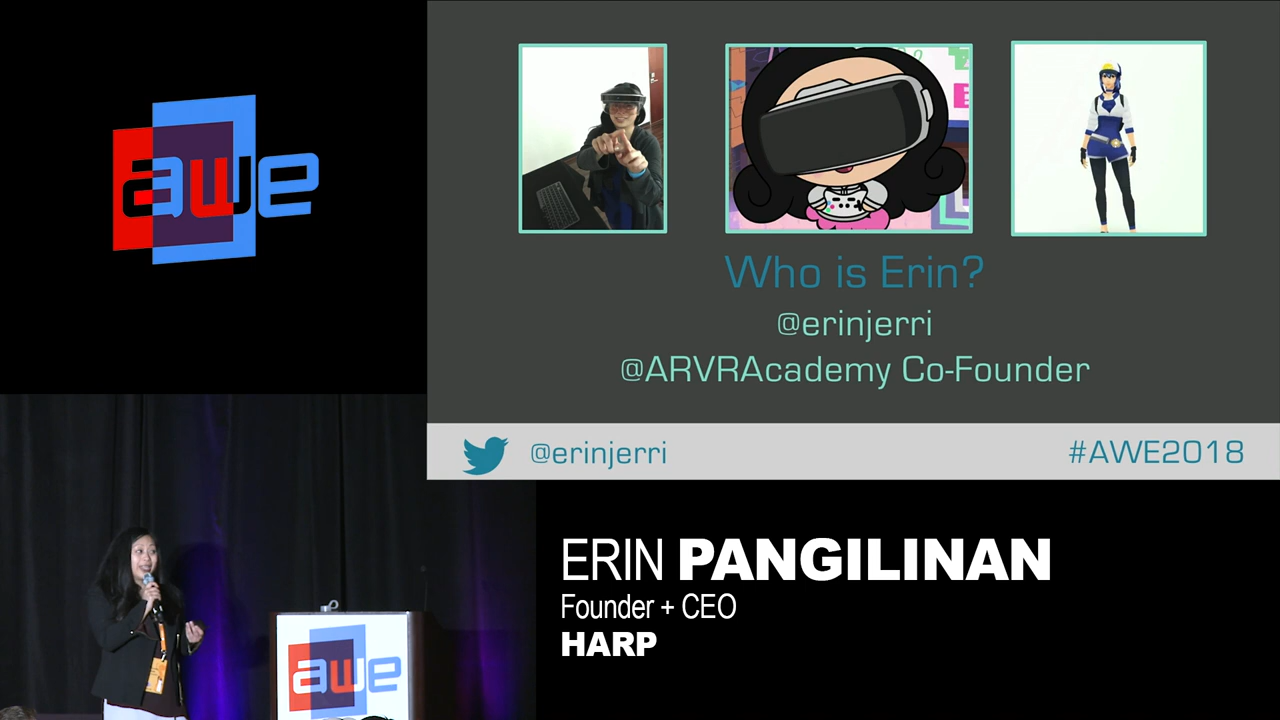 awe
Who is Erin?
@erinjerri
@ARVRAcademy Co-Founder
@erinjerri
#AWE2018
ERIN PANGILINAN
Founder + CEO
HARP
awe